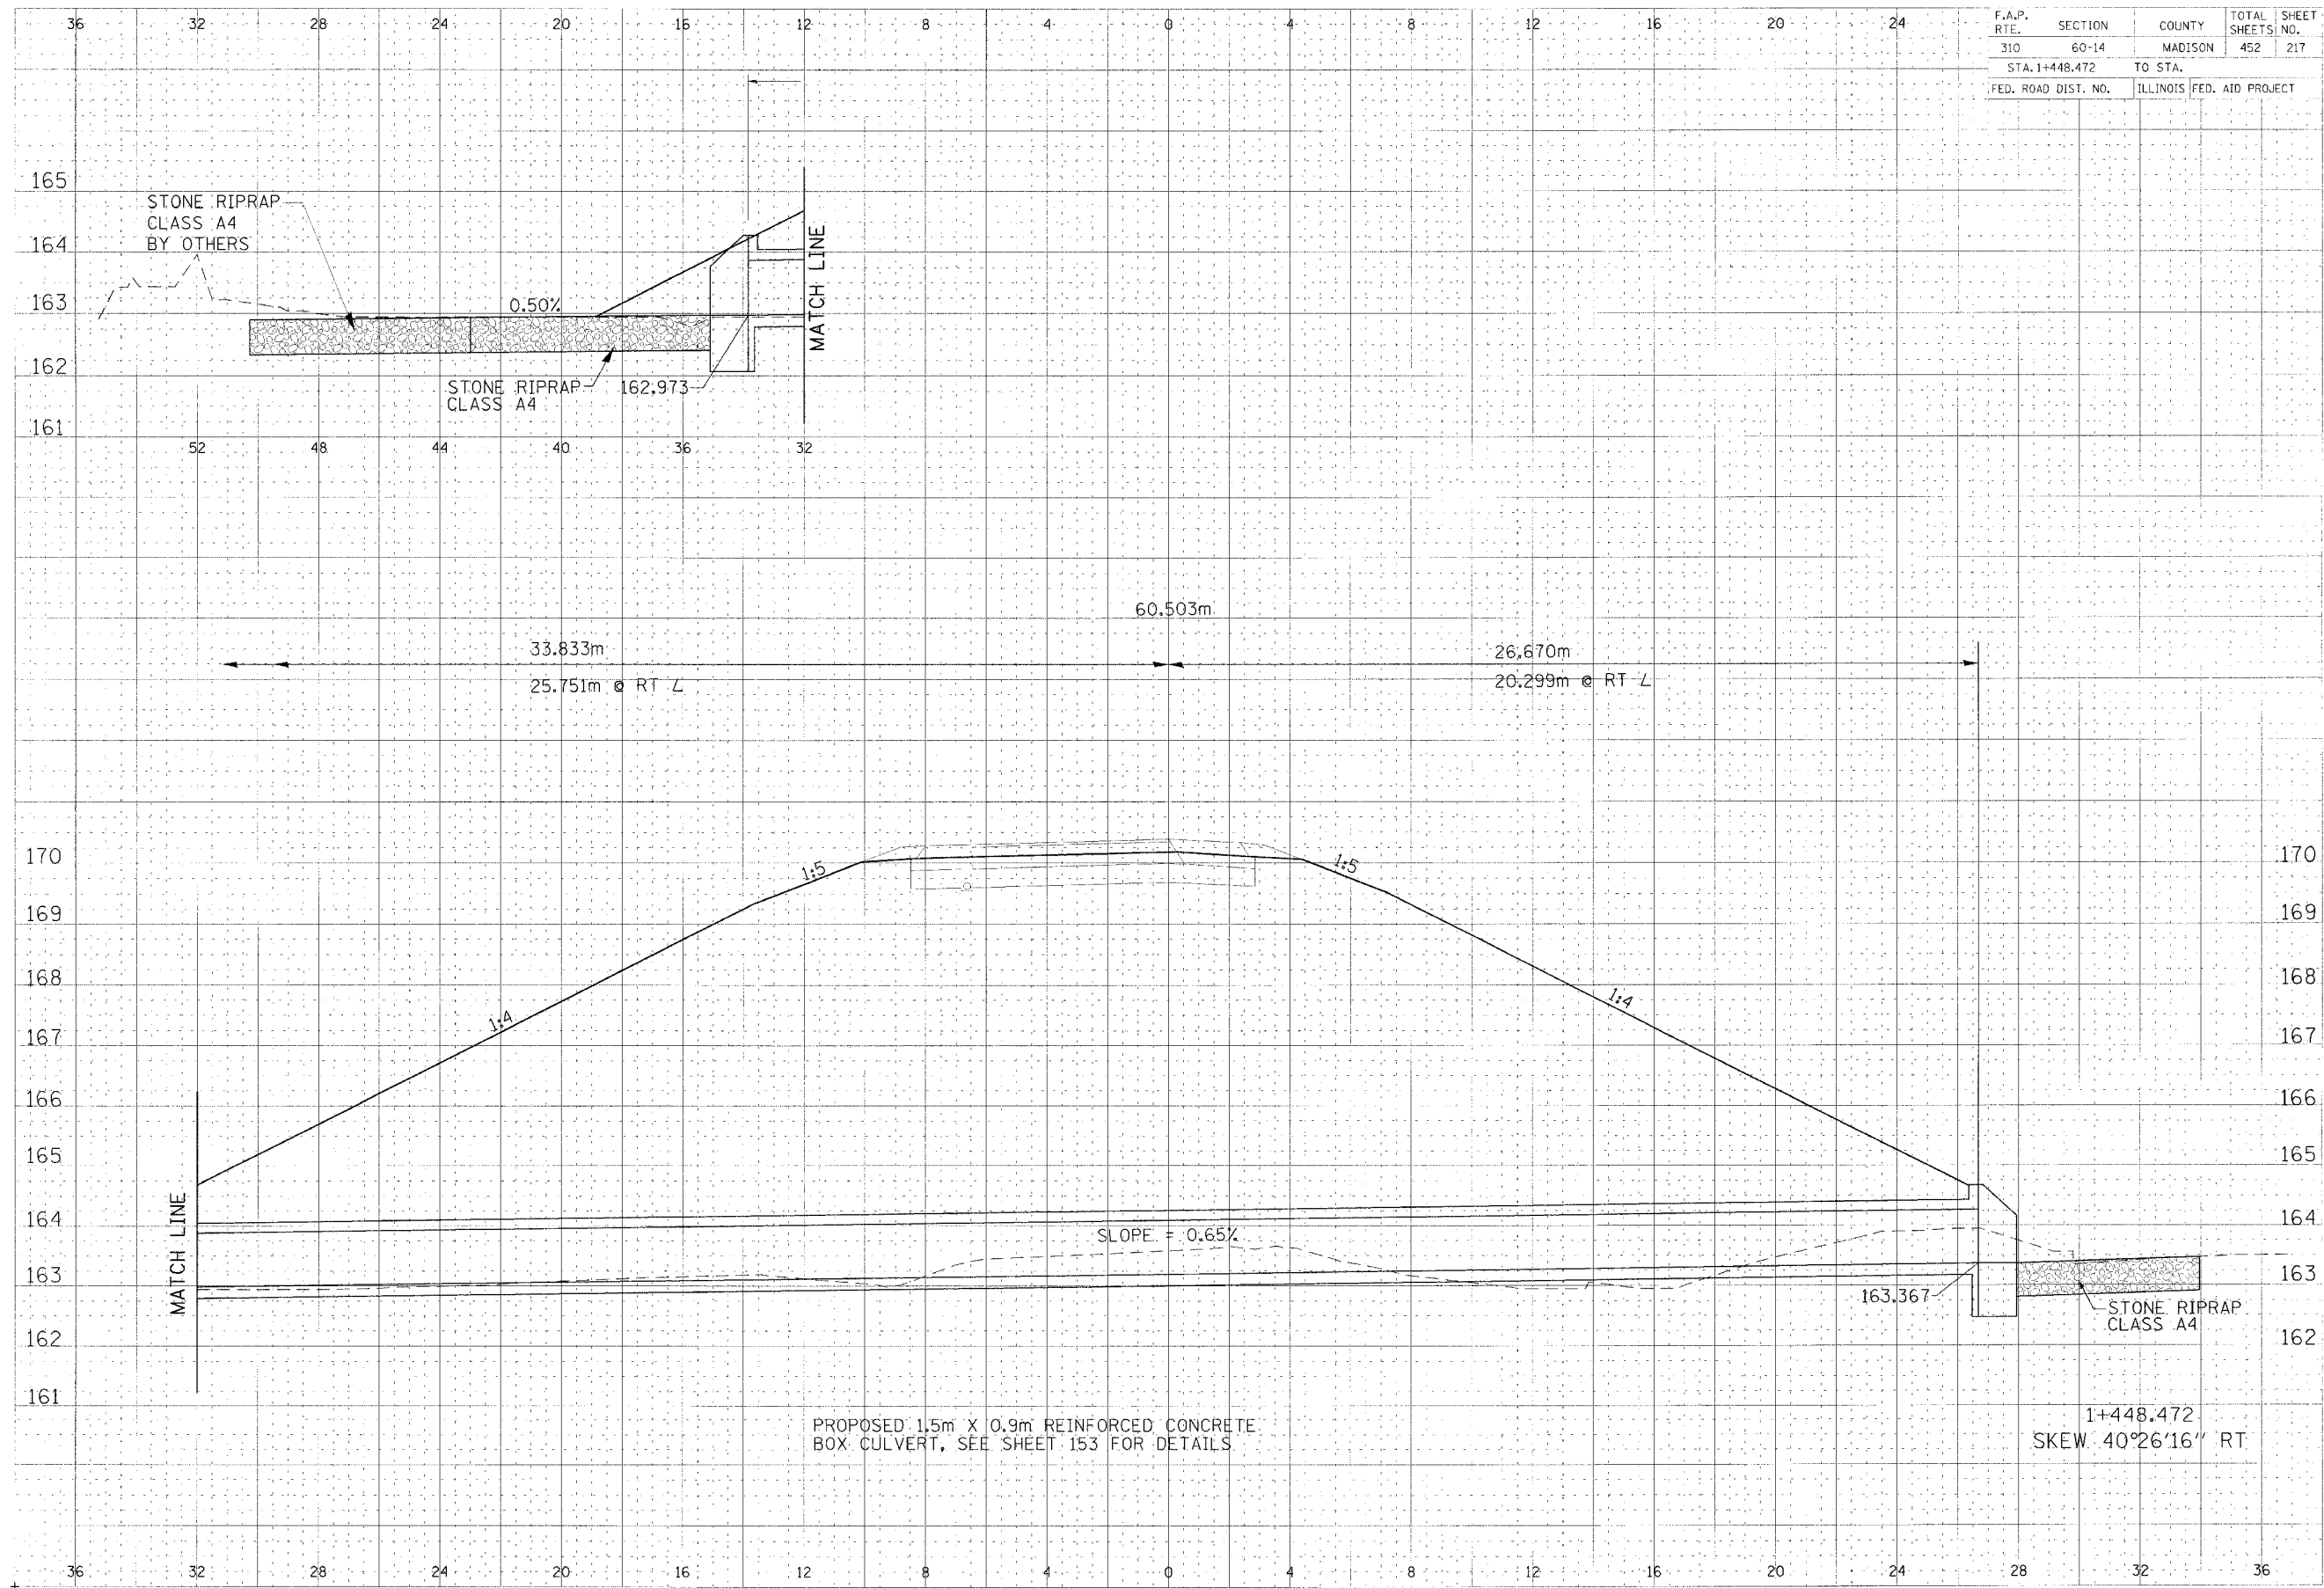 36 32 28 24 20 16 12 8 4 0 4 8 12 16 20 24
F.A.P. RTE. SECTION COUNTY TOTAL SHEETS SHEET NO.
310 60-14 MADISON 452 217
STA. 1+448.472 TO STA.
FED. ROAD DIST. NO. ILLINOIS FED. AID PROJECT
165
STONE RIPRAP
CLASS A4
BY OTHERS
164
163
0.50%
MATCH LINE
162
STONE RIPRAP
CLASS A4
162.973
161
52 48 44 40 36 32
60.503m
33.833m
25.751m @ RT ∠
26.670m
20.299m @ RT ∠
170 1:5 1:5 170
169 169
168 168
1:4 1:4
167 167
166 166
165 165
MATCH LINE
164 164
SLOPE = 0.65%
163 163
163.367
STONE RIPRAP
CLASS A4
162 162
161
PROPOSED 1.5m X 0.9m REINFORCED CONCRETE
BOX CULVERT, SEE SHEET 153 FOR DETAILS
1+448.472
SKEW 40°26'16'' RT
36 32 28 24 20 16 12 8 4 0 4 8 12 16 20 24 28 32 36